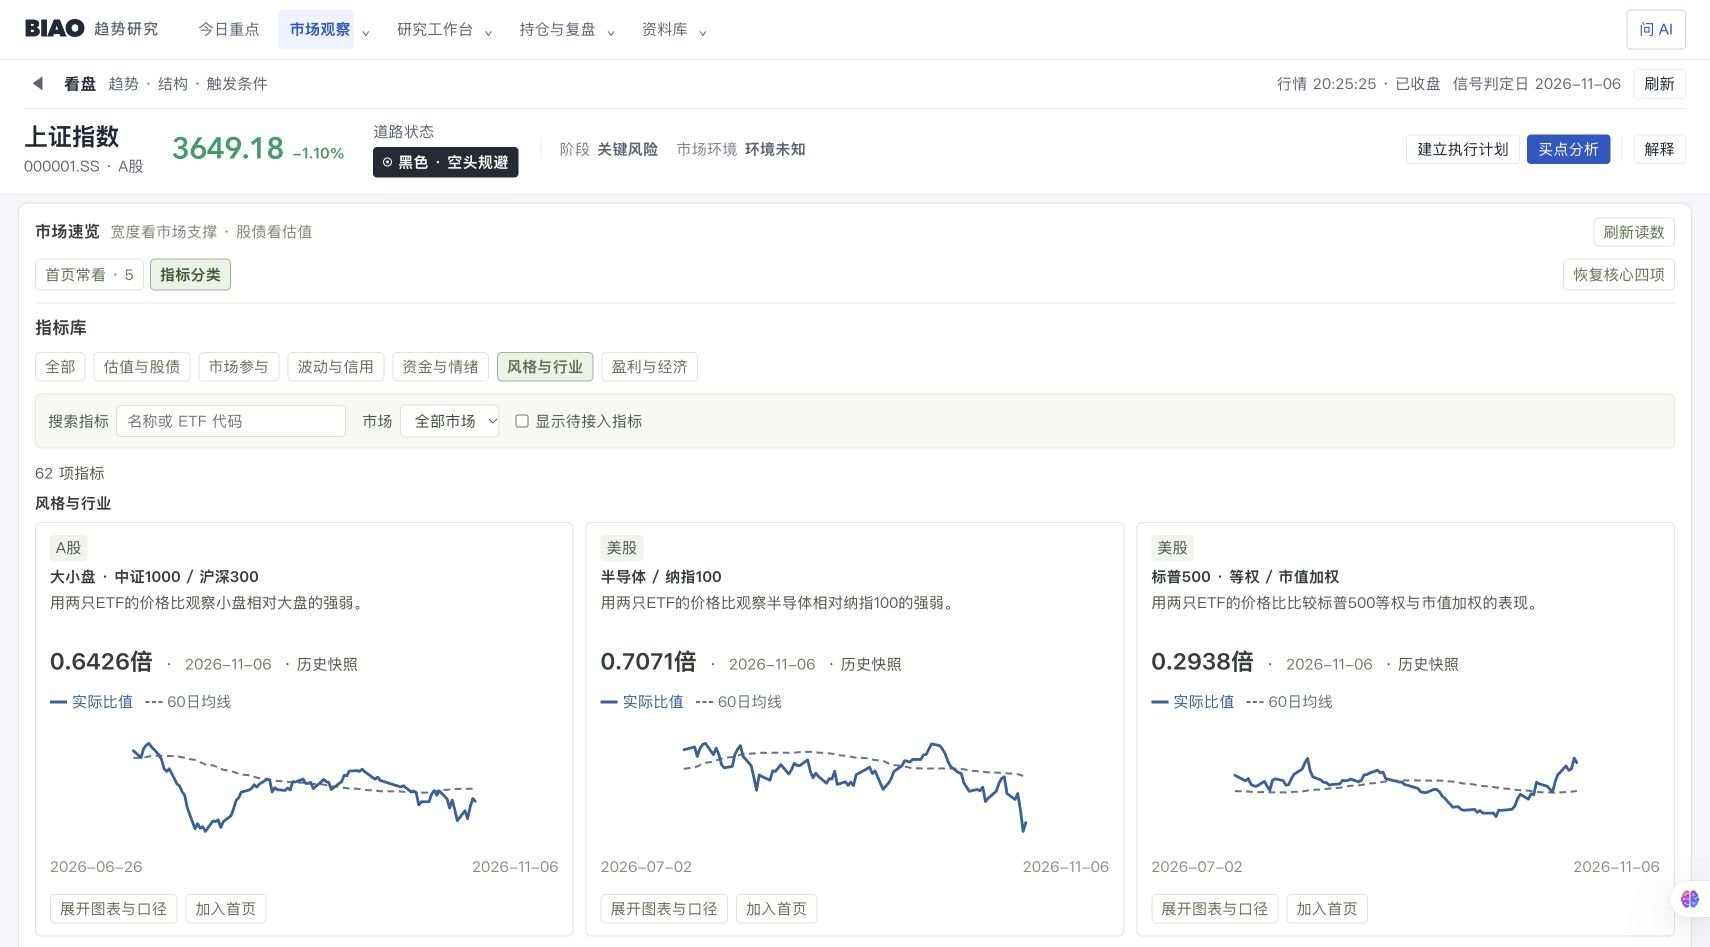 BIAO 趋势研究 今日重点 市场观察 研究工作台 持仓与复盘 资料库 问 AI
看盘 趋势 · 结构 · 触发条件 行情 20:25:25 · 已收盘 信号判定日 2026-11-06 刷新
上证指数 3649.18 -1.10%
000001.SS · A股
道路状态
黑色 · 空头规避
阶段 关键风险 市场环境 环境未知
建立执行计划 买点分析 解释
市场速览 宽度看市场支撑 · 股债看估值 刷新读数
首页常看 · 5 指标分类 恢复核心四项
指标库
全部 估值与股债 市场参与 波动与信用 资金与情绪 风格与行业 盈利与经济
搜索指标 名称或 ETF 代码 市场 全部市场 显示待接入指标
62 项指标
风格与行业
A股
大小盘 · 中证1000 / 沪深300
用两只ETF的价格比观察小盘相对大盘的强弱。
0.6426倍 · 2026-11-06 · 历史快照
实际比值 --- 60日均线
2026-06-26 2026-11-06
展开图表与口径 加入首页
美股
半导体 / 纳指100
用两只ETF的价格比观察半导体相对纳指100的强弱。
0.7071倍 · 2026-11-06 · 历史快照
实际比值 --- 60日均线
2026-07-02 2026-11-06
展开图表与口径 加入首页
美股
标普500 · 等权 / 市值加权
用两只ETF的价格比比较标普500等权与市值加权的表现。
0.2938倍 · 2026-11-06 · 历史快照
实际比值 --- 60日均线
2026-07-02 2026-11-06
展开图表与口径 加入首页